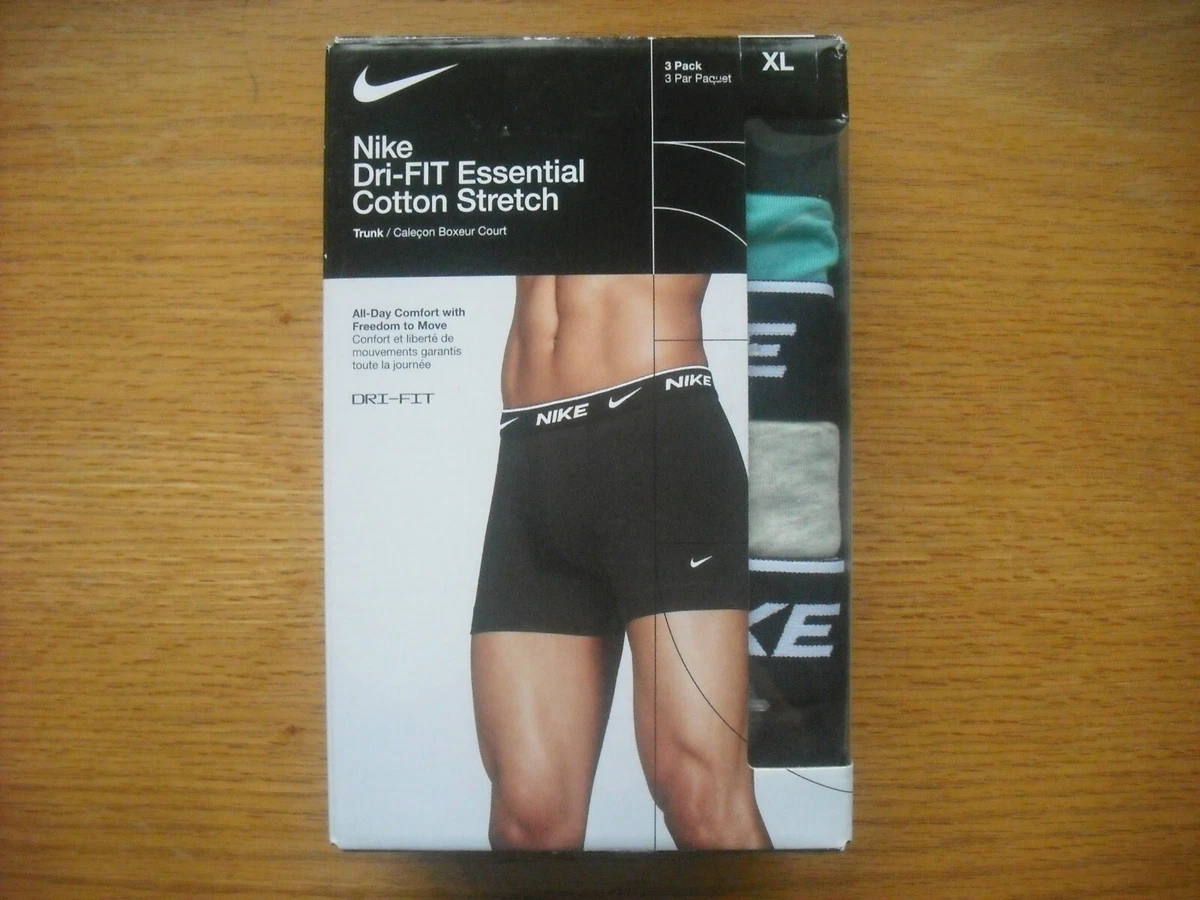 3 Pack
3 Par Paquet
XL
Nike
Dri-FIT Essential
Cotton Stretch
Trunk / Caleçon Boxeur Court
All-Day Comfort with
Freedom to Move
Confort et liberté de
mouvements garantis
toute la journée
DRI-FIT
NIKE
NIKE
E
KE